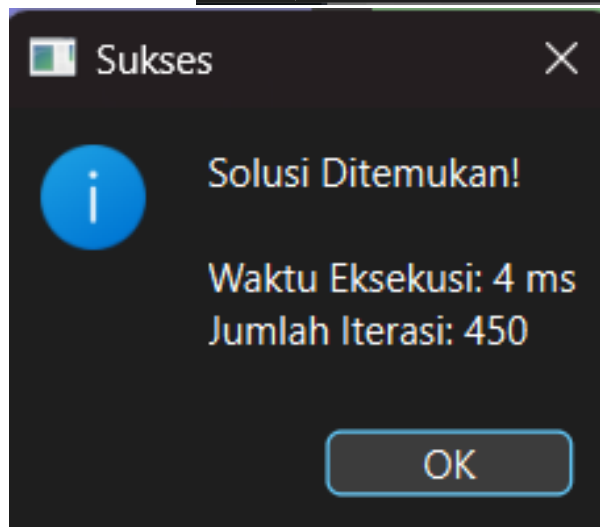 Sukses
Solusi Ditemukan!
Waktu Eksekusi: 4 ms
Jumlah Iterasi: 450
OK